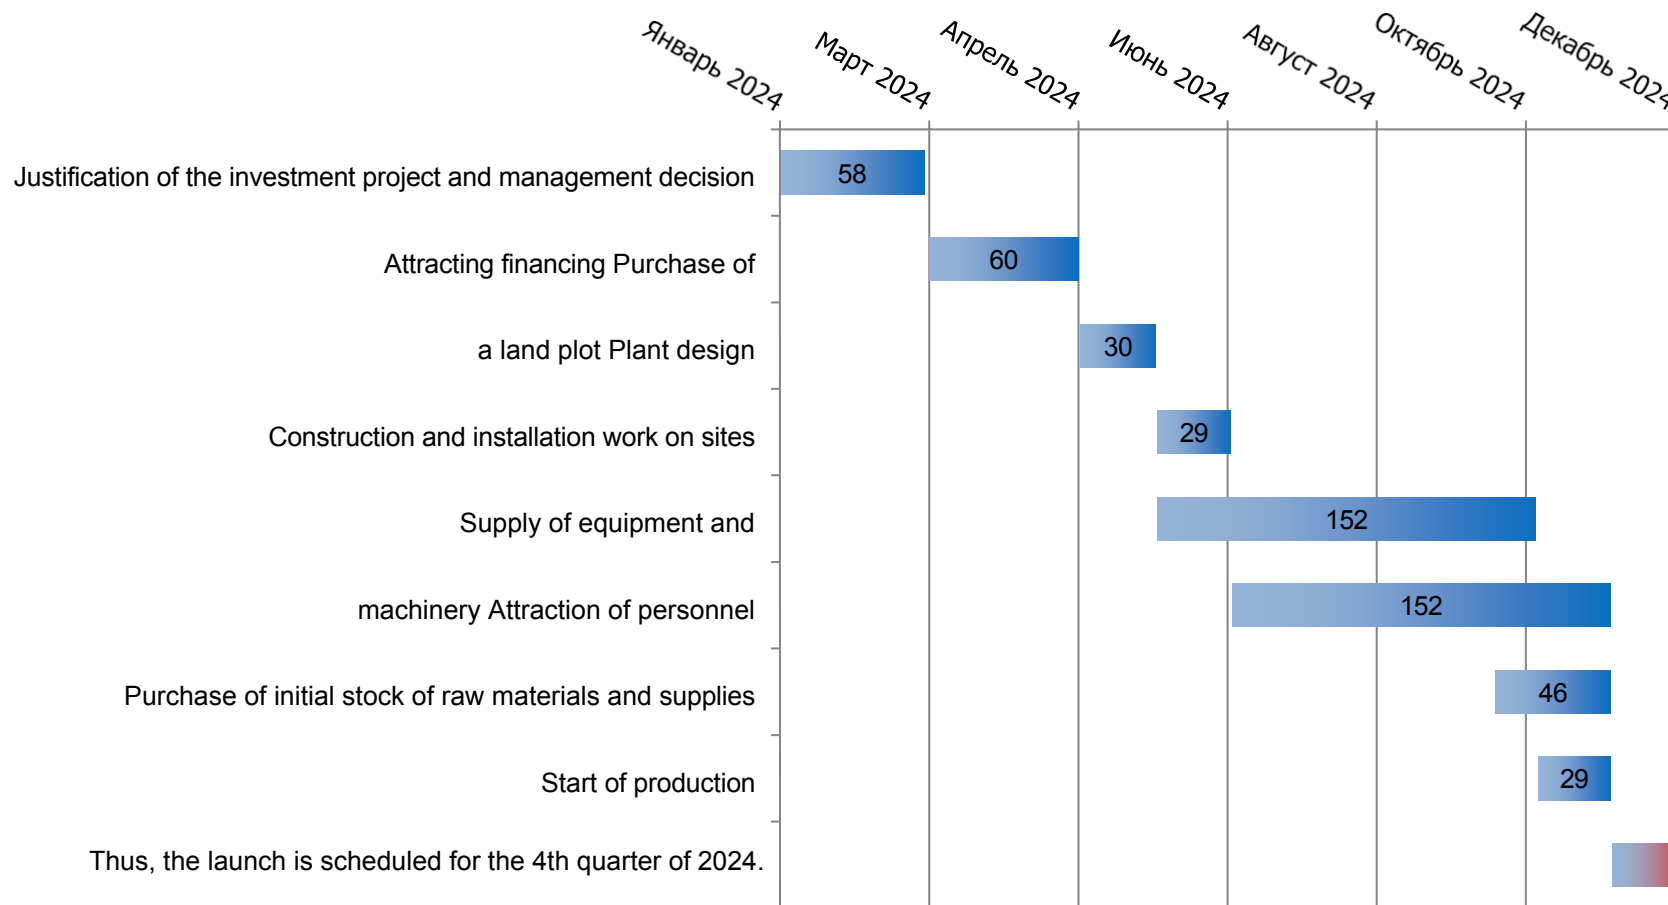 Январь 2024
Март 2024
Апрель 2024
Июнь 2024
Август 2024
Октябрь 2024
Декабрь 2024
Justification of the investment project and management decision
58
Attracting financing Purchase of
60
a land plot Plant design
30
Construction and installation work on sites
29
Supply of equipment and
152
machinery Attraction of personnel
152
Purchase of initial stock of raw materials and supplies
46
Start of production
29
Thus, the launch is scheduled for the 4th quarter of 2024.